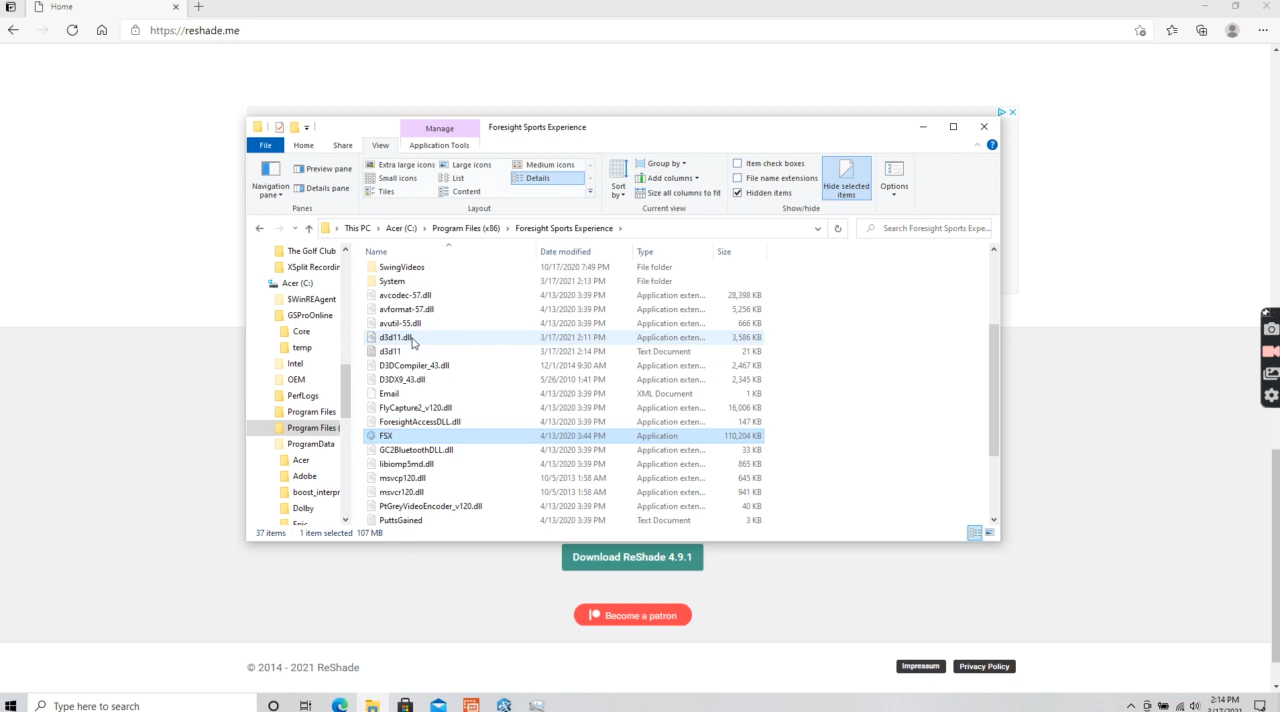 Home
https://reshade.me
Manage
Foresight Sports Experience
File
Home
Share
View
Application Tools
Navigation pane
Preview pane
Details pane
Panes
Extra large icons
Large icons
Medium icons
Small icons
List
Details
Tiles
Content
Layout
Sort by
Group by
Add columns
Size all columns to fit
Current view
Item check boxes
File name extensions
Hidden items
Hide selected items
Show/hide
Options
This PC > Acer (C:) > Program Files (x86) > Foresight Sports Experience >
Search Foresight Sports Expe...
The Golf Club
XSplit Recordin
Acer (C:)
$WinREAgent
GSProOnline
Core
temp
Intel
OEM
PerfLogs
Program Files
Program Files (
ProgramData
Acer
Adobe
boost_interpr
Dolby
Epic
Name Date modified Type Size
SwingVideos 10/17/2020 7:49 PM File folder
System 3/17/2021 2:13 PM File folder
avcodec-57.dll 4/13/2020 3:39 PM Application exten... 28,398 KB
avformat-57.dll 4/13/2020 3:39 PM Application exten... 5,256 KB
avutil-55.dll 4/13/2020 3:39 PM Application exten... 666 KB
d3d11.dll 3/17/2021 2:11 PM Application exten... 3,586 KB
d3d11 3/17/2021 2:14 PM Text Document 21 KB
D3DCompiler_43.dll 12/1/2014 9:30 AM Application exten... 2,467 KB
D3DX9_43.dll 5/26/2010 1:41 PM Application exten... 2,345 KB
Email 4/13/2020 3:39 PM XML Document 1 KB
FlyCapture2_v120.dll 4/13/2020 3:39 PM Application exten... 16,006 KB
ForesightAccessDLL.dll 4/13/2020 3:39 PM Application exten... 147 KB
FSX 4/13/2020 3:44 PM Application 110,204 KB
GC2BluetoothDLL.dll 4/13/2020 3:39 PM Application exten... 33 KB
libiomp5md.dll 4/13/2020 3:39 PM Application exten... 865 KB
msvcp120.dll 10/5/2013 1:58 AM Application exten... 645 KB
msvcr120.dll 10/5/2013 1:58 AM Application exten... 941 KB
PtGreyVideoEncoder_v120.dll 4/13/2020 3:39 PM Application exten... 40 KB
PuttsGained 4/13/2020 3:39 PM Text Document 3 KB
37 items 1 item selected 107 MB
Download ReShade 4.9.1
Become a patron
© 2014 - 2021 ReShade
Impressum
Privacy Policy
Type here to search
2:14 PM
3/17/2021